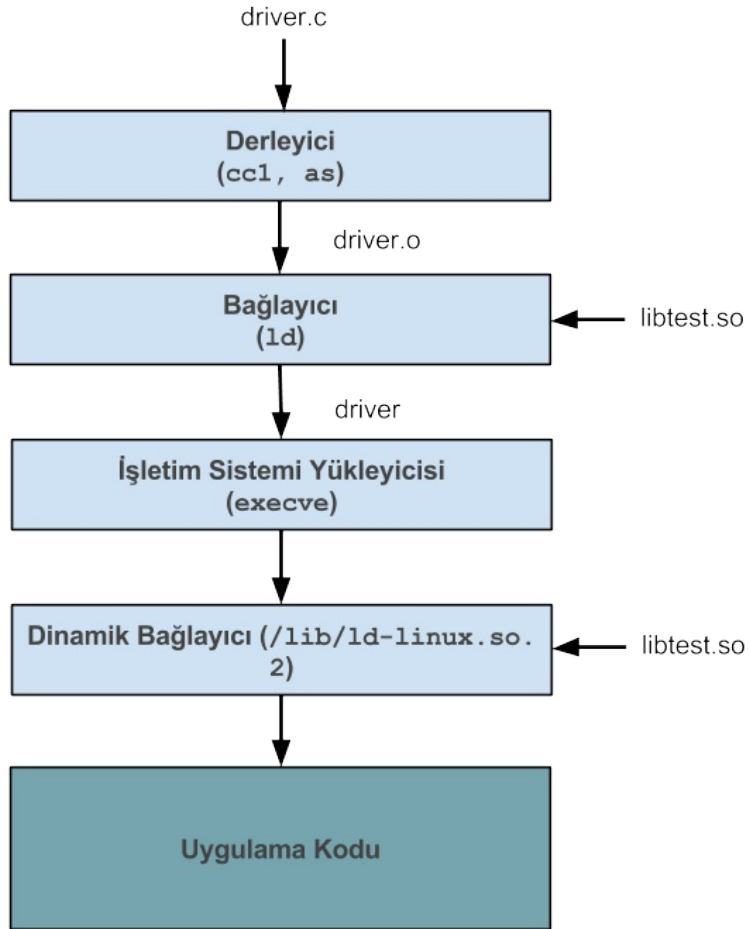 driver.c
Derleyici
(cc1, as)
driver.o
Bağlayıcı
(ld)
libtest.so
driver
İşletim Sistemi Yükleyicisi
(execve)
Dinamik Bağlayıcı (/lib/ld-linux.so.
2)
libtest.so
Uygulama Kodu